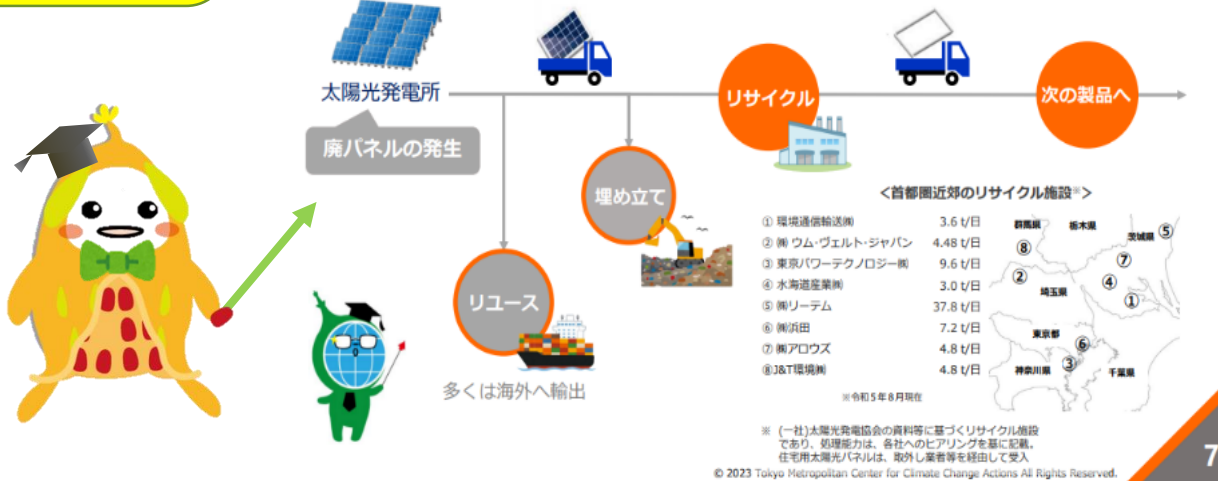 太陽光発電所
廃パネルの発生
リサイクル
次の製品へ
埋め立て
リユース
多くは海外へ輸出
<首都圏近郊のリサイクル施設※>
① 環境通信輸送㈱ 3.6 t/日
② ㈱ ウム・ヴェルト・ジャパン 4.48 t/日
③ 東京パワーテクノロジー㈱ 9.6 t/日
④ 水海道産業㈱ 3.0 t/日
⑤ ㈱リーテム 37.8 t/日
⑥ ㈱浜田 7.2 t/日
⑦ ㈱アロウズ 4.8 t/日
⑧J&T環境㈱ 4.8 t/日
※令和5年8月現在
群馬県
栃木県
茨城県
⑤
⑧
⑦
②
④
埼玉県
①
東京都
⑥
③
神奈川県
千葉県
※ (一社)太陽光発電協会の資料等に基づくリサイクル施設
であり、処理能力は、各社へのヒアリングを基に記載。
住宅用太陽光パネルは、取外し業者等を経由して受入
© 2023 Tokyo Metropolitan Center for Climate Change Actions All Rights Reserved.
7